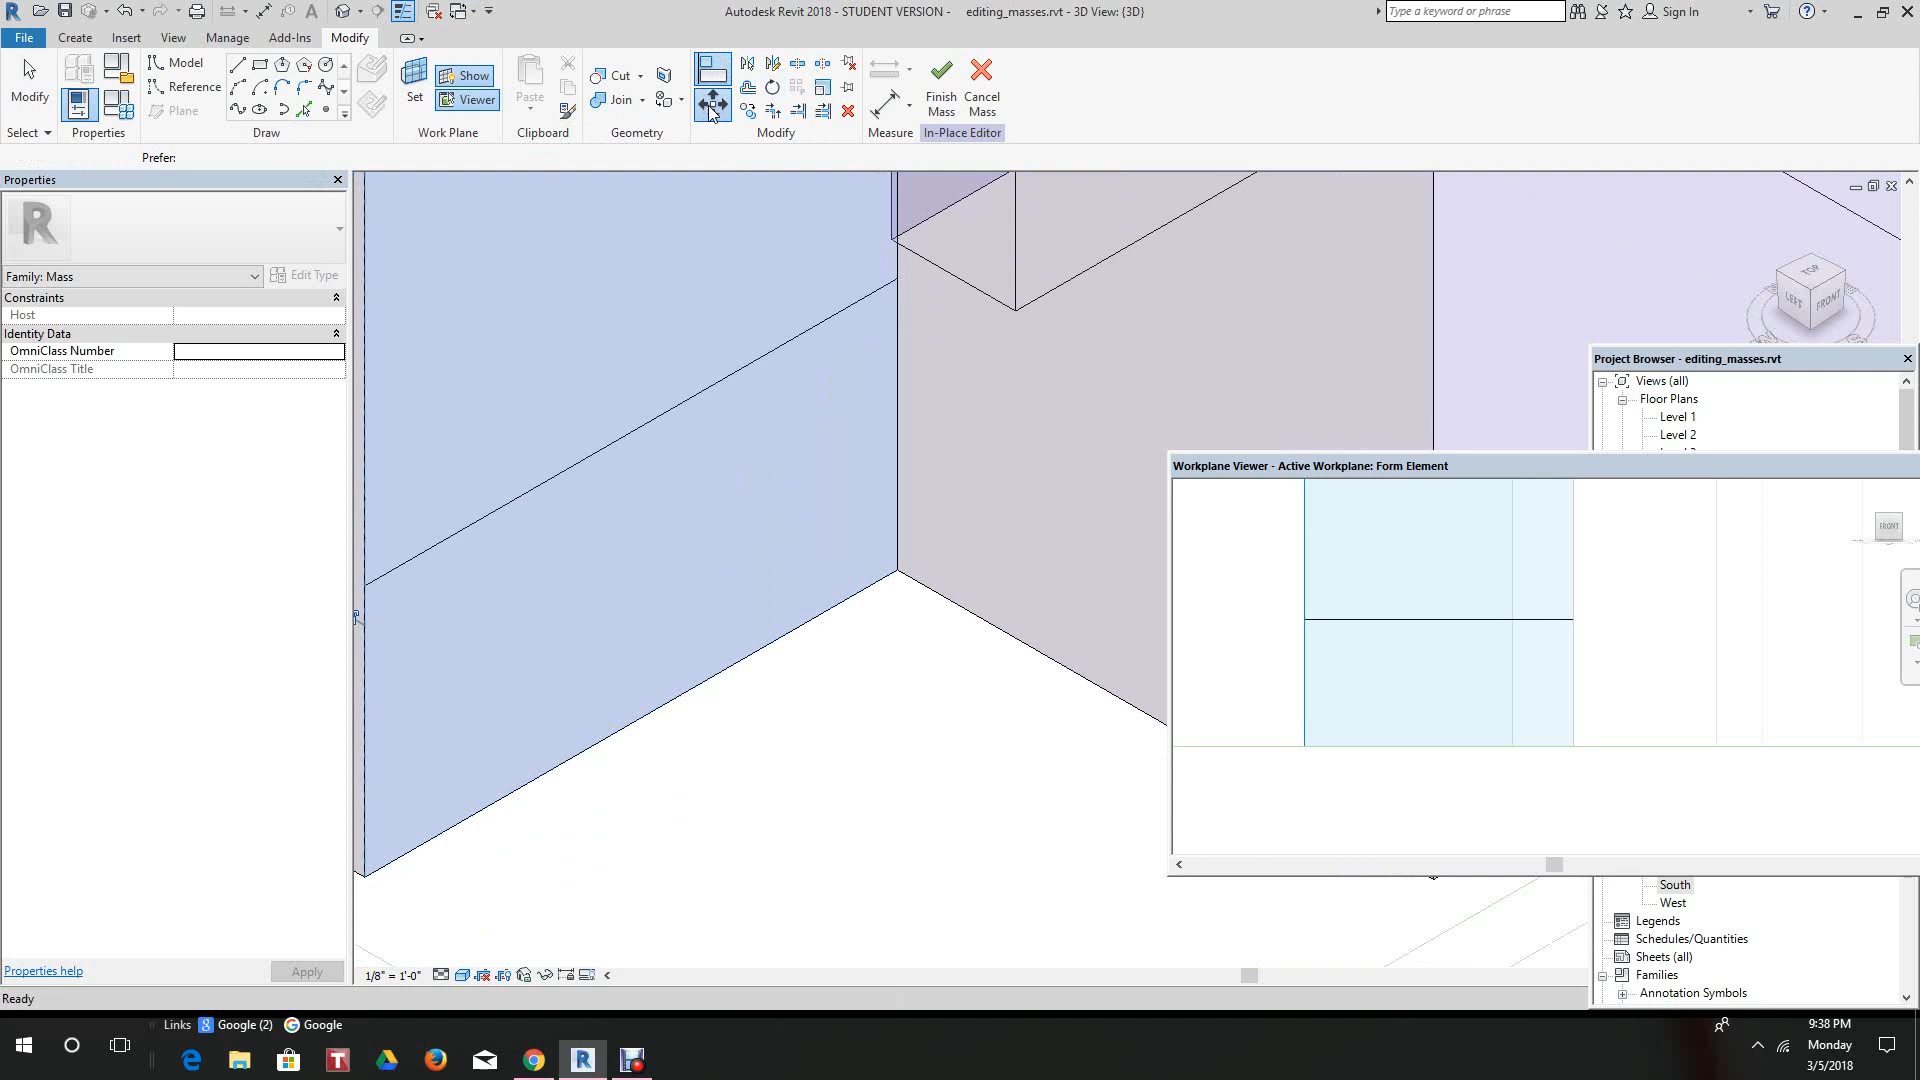 Autodesk Revit 2018 - STUDENT VERSION - editing_masses.rvt - 3D View: {3D}
Type a keyword or phrase
Sign In
File Create Insert View Manage Add-Ins Modify
Modify
Model
Reference
Plane
Set
Show
Viewer
Paste
Cut
Join
Finish Mass
Cancel Mass
Select Properties Draw Work Plane Clipboard Geometry Modify Measure In-Place Editor
Prefer:
Properties
R
Family: Mass
Edit Type
Constraints
Host
Identity Data
OmniClass Number
OmniClass Title
Properties help
Apply
TOP
LEFT
FRONT
Project Browser - editing_masses.rvt
Views (all)
Floor Plans
Level 1
Level 2
Workplane Viewer - Active Workplane: Form Element
FRONT
South
West
Legends
Schedules/Quantities
Sheets (all)
Families
Annotation Symbols
1/8" = 1'-0"
Ready
Links Google (2) Google
9:38 PM
Monday
3/5/2018